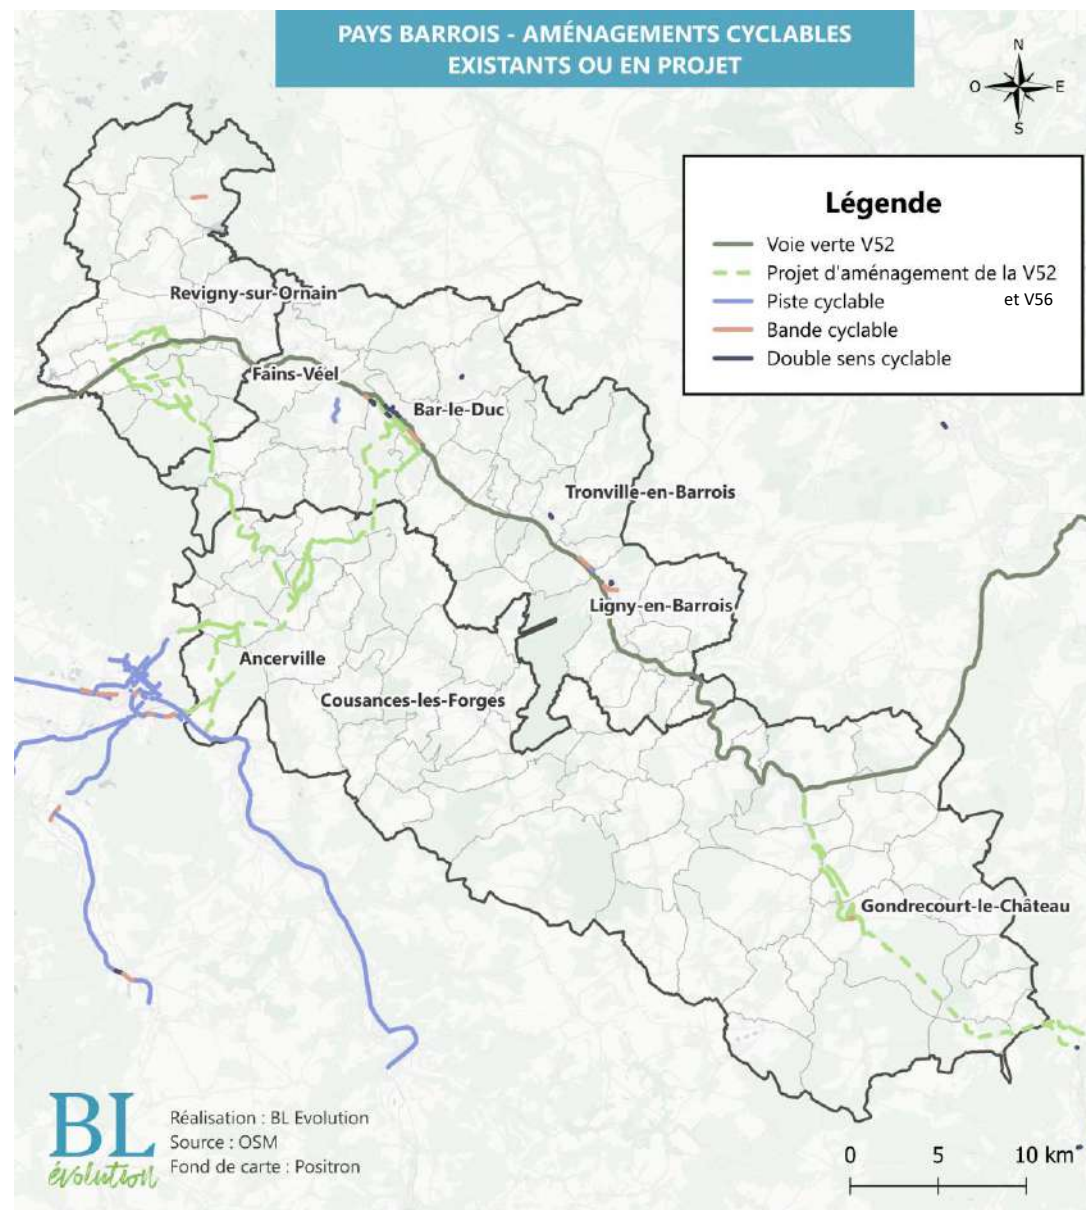 PAYS BARROIS - AMÉNAGEMENTS CYCLABLES
EXISTANTS OU EN PROJET
N
O
E
S
Légende
Voie verte V52
Projet d'aménagement de la V52
et V56
Piste cyclable
Bande cyclable
Double sens cyclable
Revigny-sur-Ornain
Fains-Véel
Bar-le-Duc
Tronville-en-Barrois
Ligny-en-Barrois
Ancerville
Cousances-les-Forges
Gondrecourt-le-Château
BL
évolution
Réalisation : BL Evolution
Source : OSM
Fond de carte : Positron
0 5 10 km